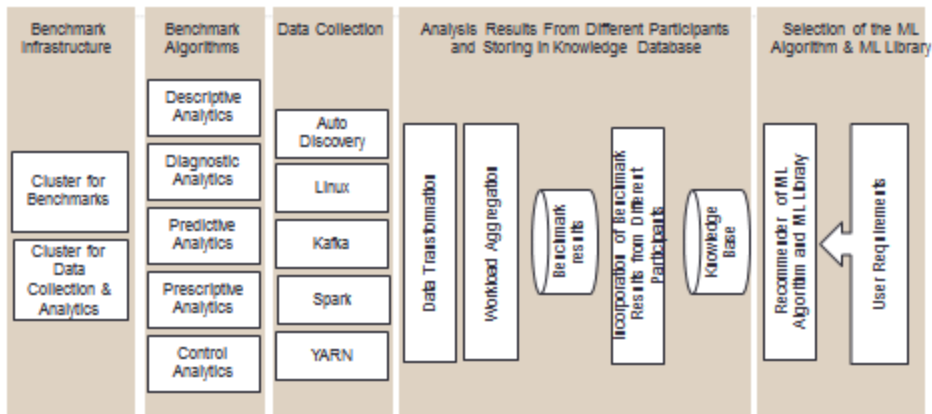 Benchmark
Infrastructure
Cluster for
Benchmarks
Cluster for
Data
Collection &
Analytics
Benchmark
Algorithms
Descriptive
Analytics
Diagnostic
Analytics
Predictive
Analytics
Prescriptive
Analytics
Control
Analytics
Data Collection
Auto
Discovery
Linux
Kafka
Spark
YARN
Analysis Results From Different Participants
and Storing In Knowledge Database
Data Transformation
Workload Aggregation
Benchmark
results
Incorporation of Benchmark
Results from Different
Participants
Knowledge
Base
Selection of the ML
Algorithm & ML Library
Recommender of ML
Algorithm and ML Library
User Requirements